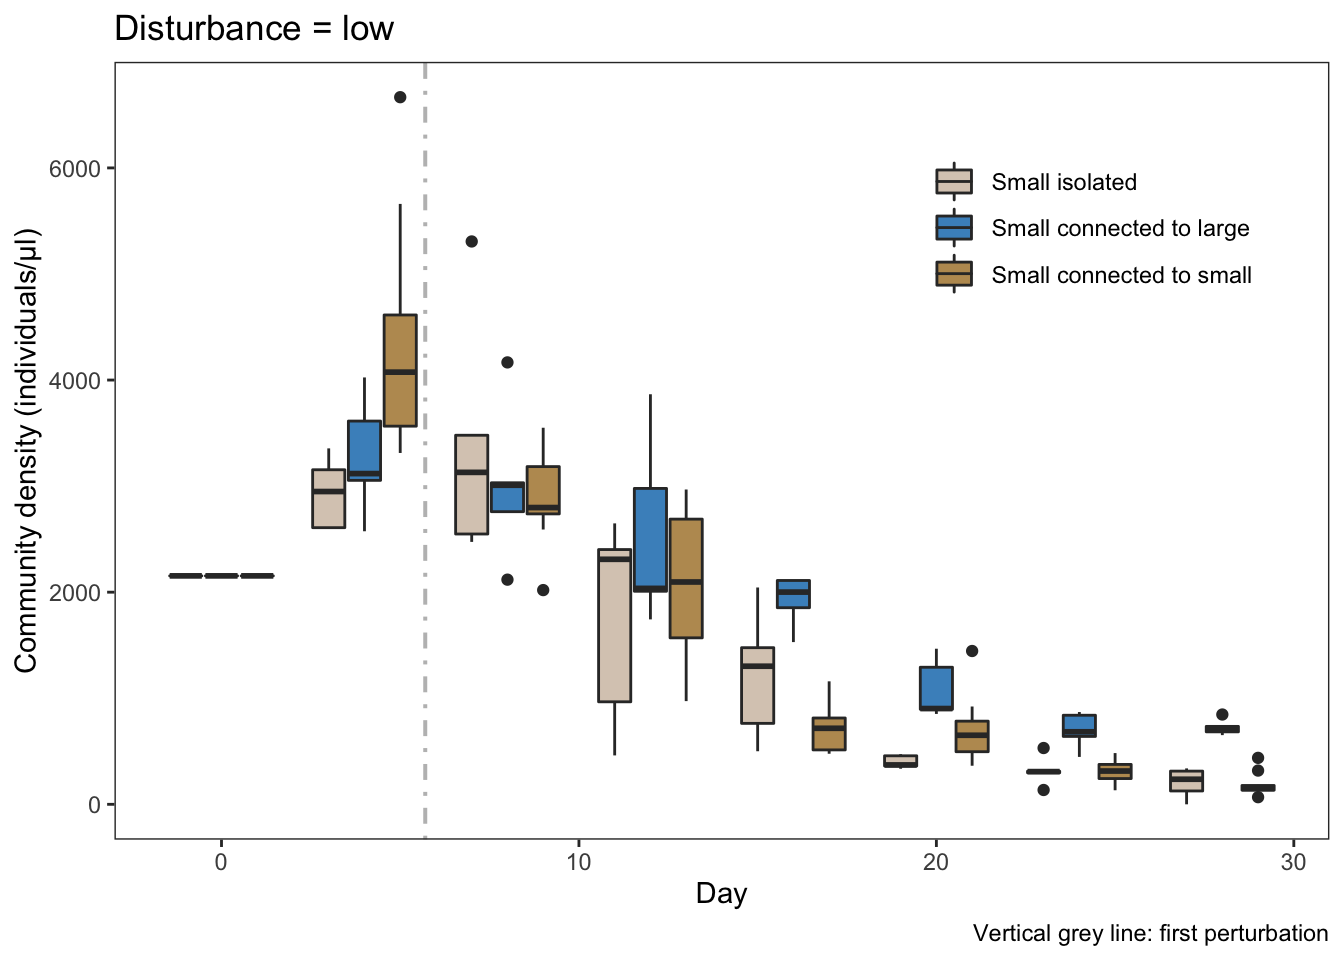 Disturbance = low
6000
4000
2000
0
Community density (individuals/µl)
Small isolated
Small connected to large
Small connected to small
0
10
20
30
Day
Vertical grey line: first perturbation